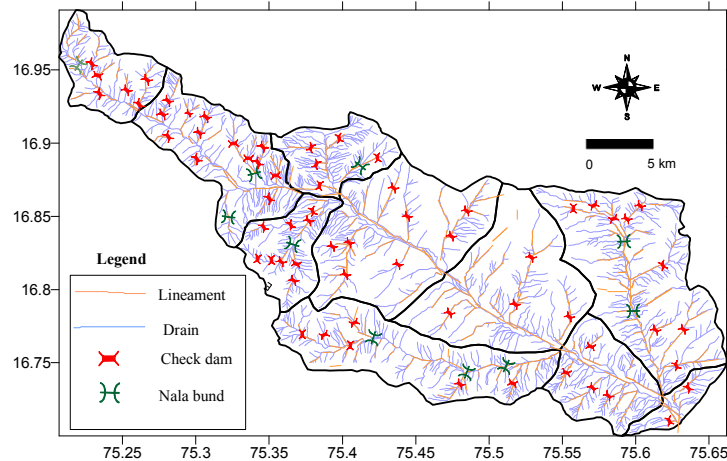 16.95
16.9
16.85
16.8
16.75
N
W E
S
0 5 km
Legend
Lineament
Drain
Check dam
Nala bund
75.25 75.3 75.35 75.4 75.45 75.5 75.55 75.6 75.65